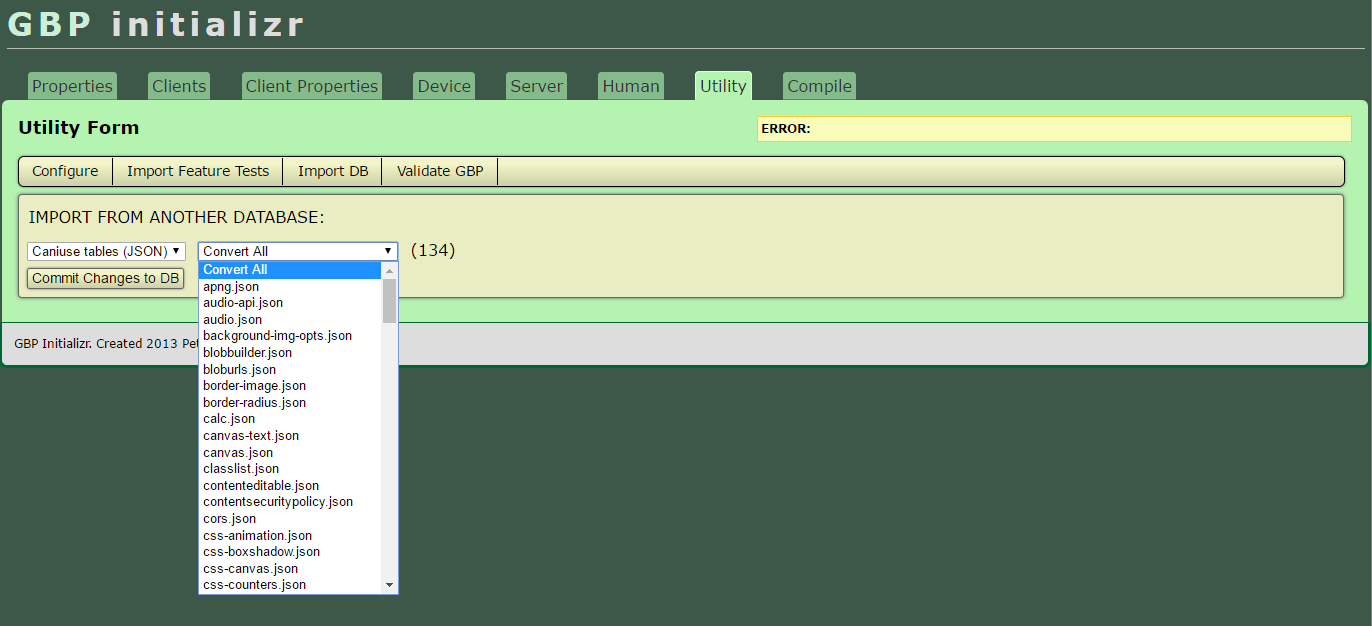 GBP initializr
Properties Clients Client Properties Device Server Human Utility Compile
Utility Form
ERROR:
Configure Import Feature Tests Import DB Validate GBP
IMPORT FROM ANOTHER DATABASE:
Caniuse tables (JSON) Convert All (134)
Commit Changes to DB
Convert All
apng.json
audio-api.json
audio.json
background-img-opts.json
blobbuilder.json
bloburls.json
border-image.json
border-radius.json
calc.json
canvas-text.json
canvas.json
classlist.json
contenteditable.json
contentsecuritypolicy.json
cors.json
css-animation.json
css-boxshadow.json
css-canvas.json
css-counters.json
GBP Initializr. Created 2013